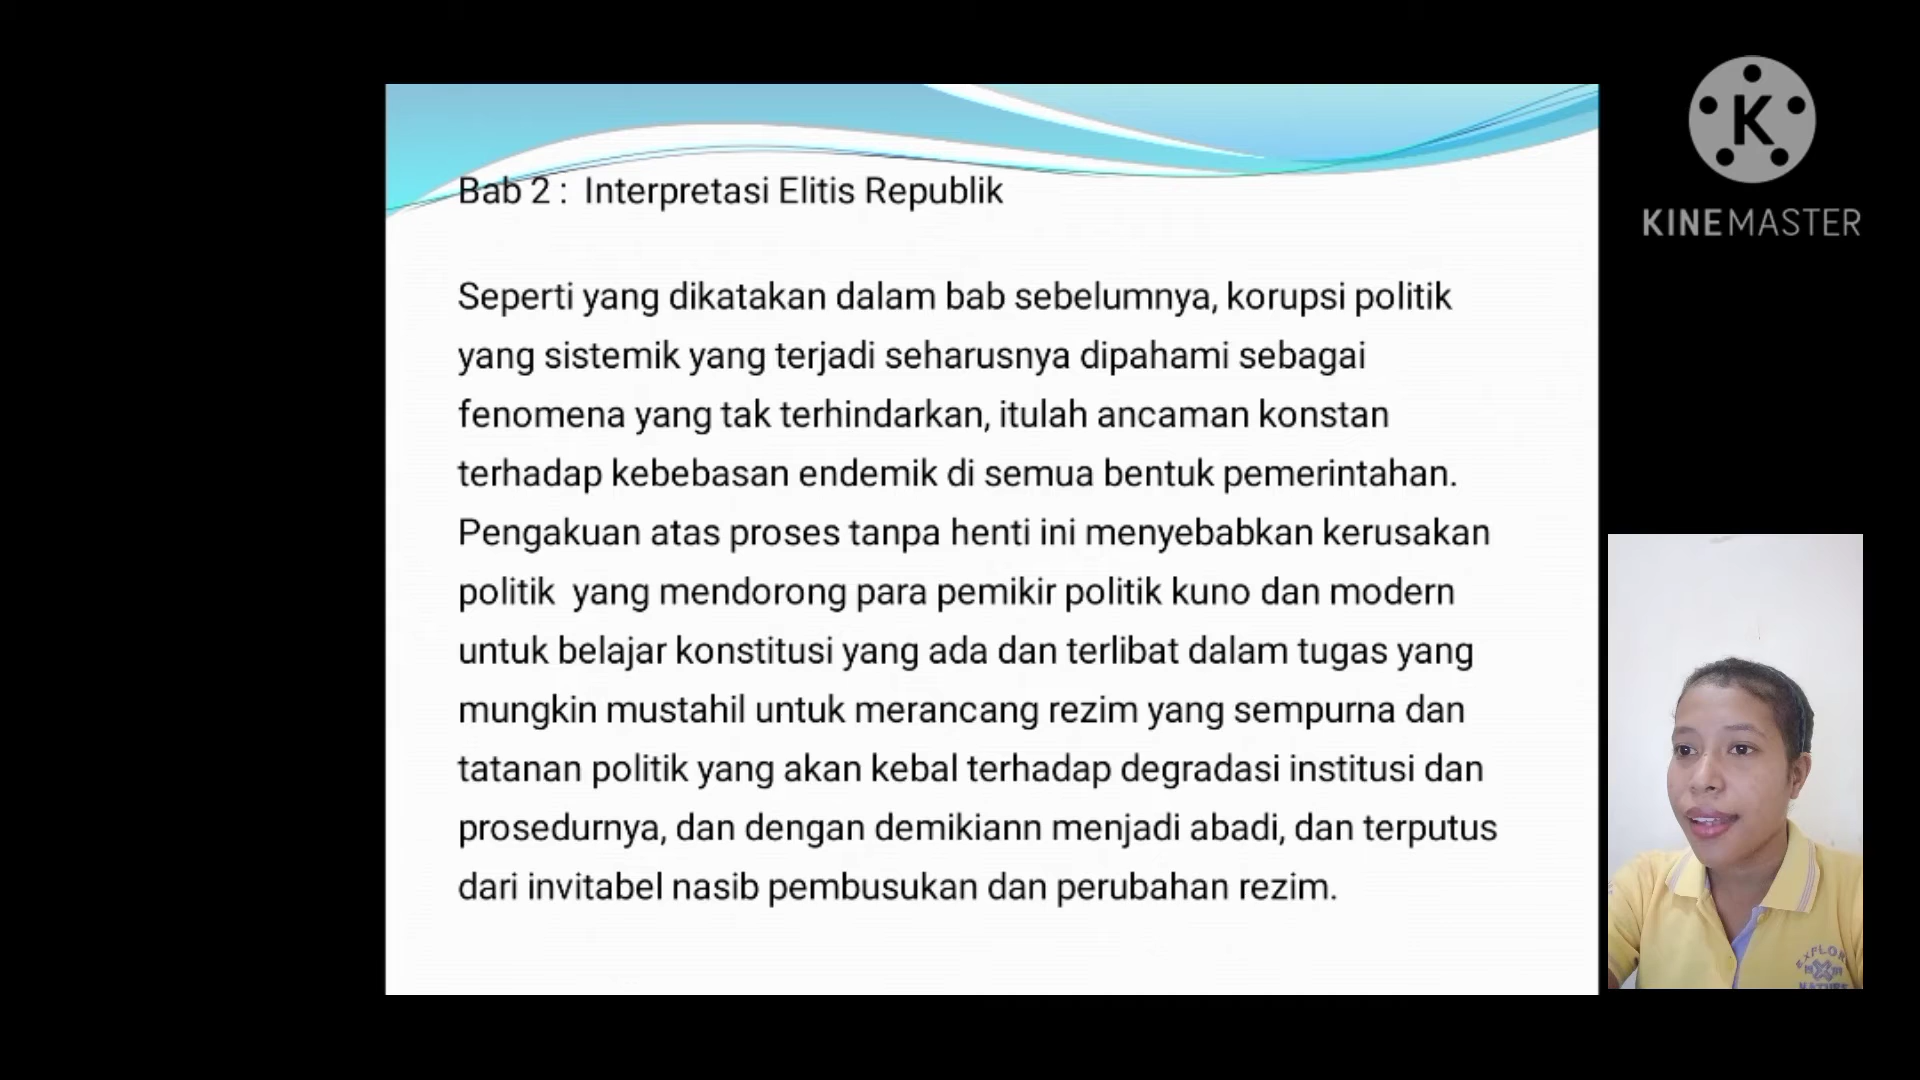 Bab 2 : Interpretasi Elitis Republik
Seperti yang dikatakan dalam bab sebelumnya, korupsi politik
yang sistemik yang terjadi seharusnya dipahami sebagai
fenomena yang tak terhindarkan, itulah ancaman konstan
terhadap kebebasan endemik di semua bentuk pemerintahan.
Pengakuan atas proses tanpa henti ini menyebabkan kerusakan
politik yang mendorong para pemikir politik kuno dan modern
untuk belajar konstitusi yang ada dan terlibat dalam tugas yang
mungkin mustahil untuk merancang rezim yang sempurna dan
tatanan politik yang akan kebal terhadap degradasi institusi dan
prosedurnya, dan dengan demikiann menjadi abadi, dan terputus
dari invitabel nasib pembusukan dan perubahan rezim.
K
KINEMASTER